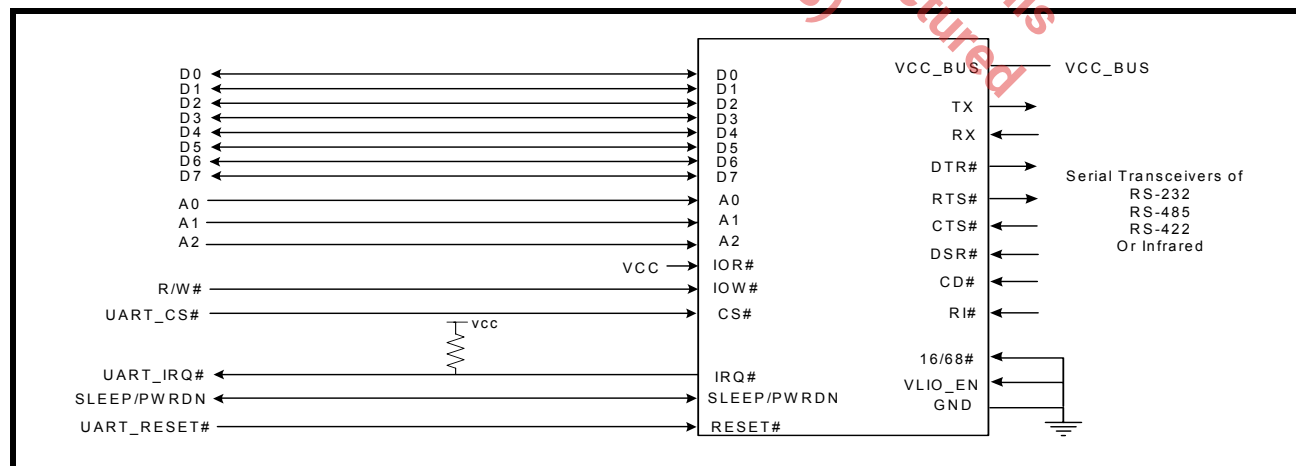 his
s)
ctured
D0 D0
D1 D1
D2 D2
D3 D3
D4 D4
D5 D5
D6 D6
D7 D7
A0 A0
A1 A1
A2 A2
VCC IOR#
R/W# IOW#
UART_CS# CS#
vcc
UART_IRQ# IRQ#
SLEEP/PWRDN SLEEP/PWRDN
UART_RESET# RESET#
VCC_BUS VCC_BUS
TX
RX
DTR#
RTS#
CTS#
DSR#
CD#
RI#
16/68#
VLIO_EN
GND
Serial Transceivers of
RS-232
RS-485
RS-422
Or Infrared